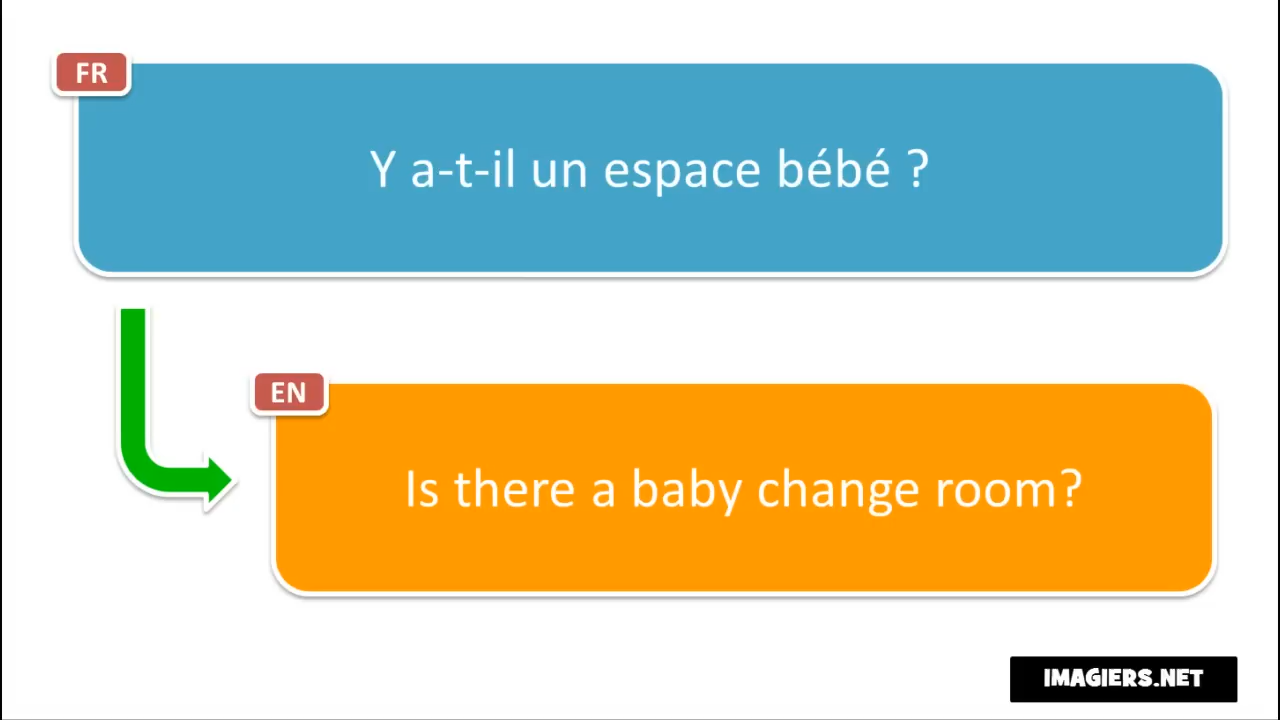 FR
Y a-t-il un espace bébé ?
EN
Is there a baby change room?
IMAGIERS.NET